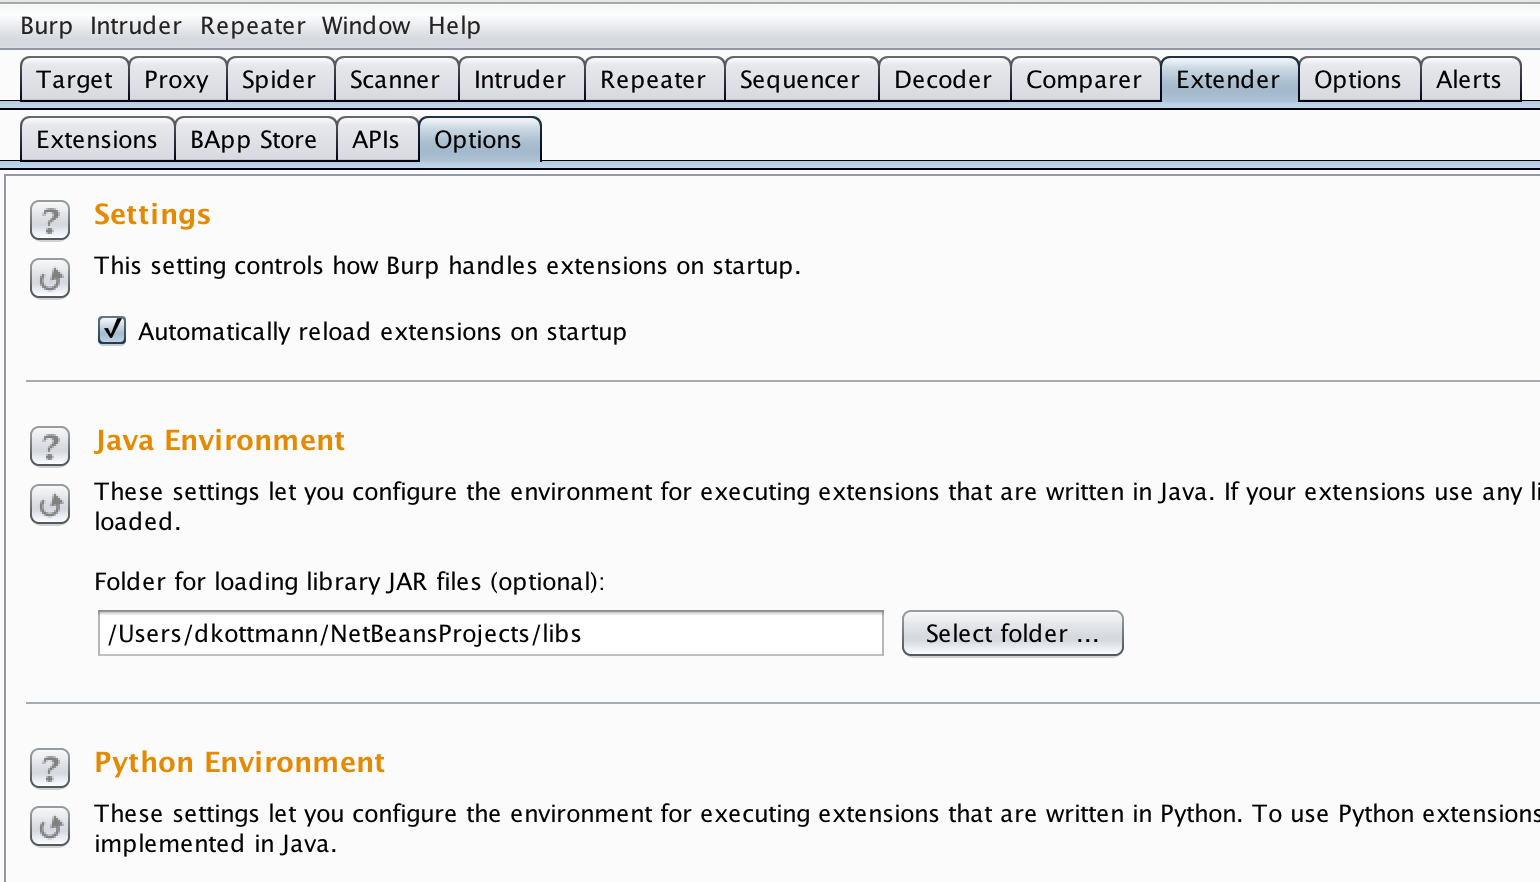 Burp Intruder Repeater Window Help
Target Proxy Spider Scanner Intruder Repeater Sequencer Decoder Comparer Extender Options Alerts
Extensions BApp Store APIs Options
? Settings
This setting controls how Burp handles extensions on startup.
Automatically reload extensions on startup
? Java Environment
These settings let you configure the environment for executing extensions that are written in Java. If your extensions use any li
loaded.
Folder for loading library JAR files (optional):
/Users/dkottmann/NetBeansProjects/libs Select folder ...
? Python Environment
These settings let you configure the environment for executing extensions that are written in Python. To use Python extensions
implemented in Java.